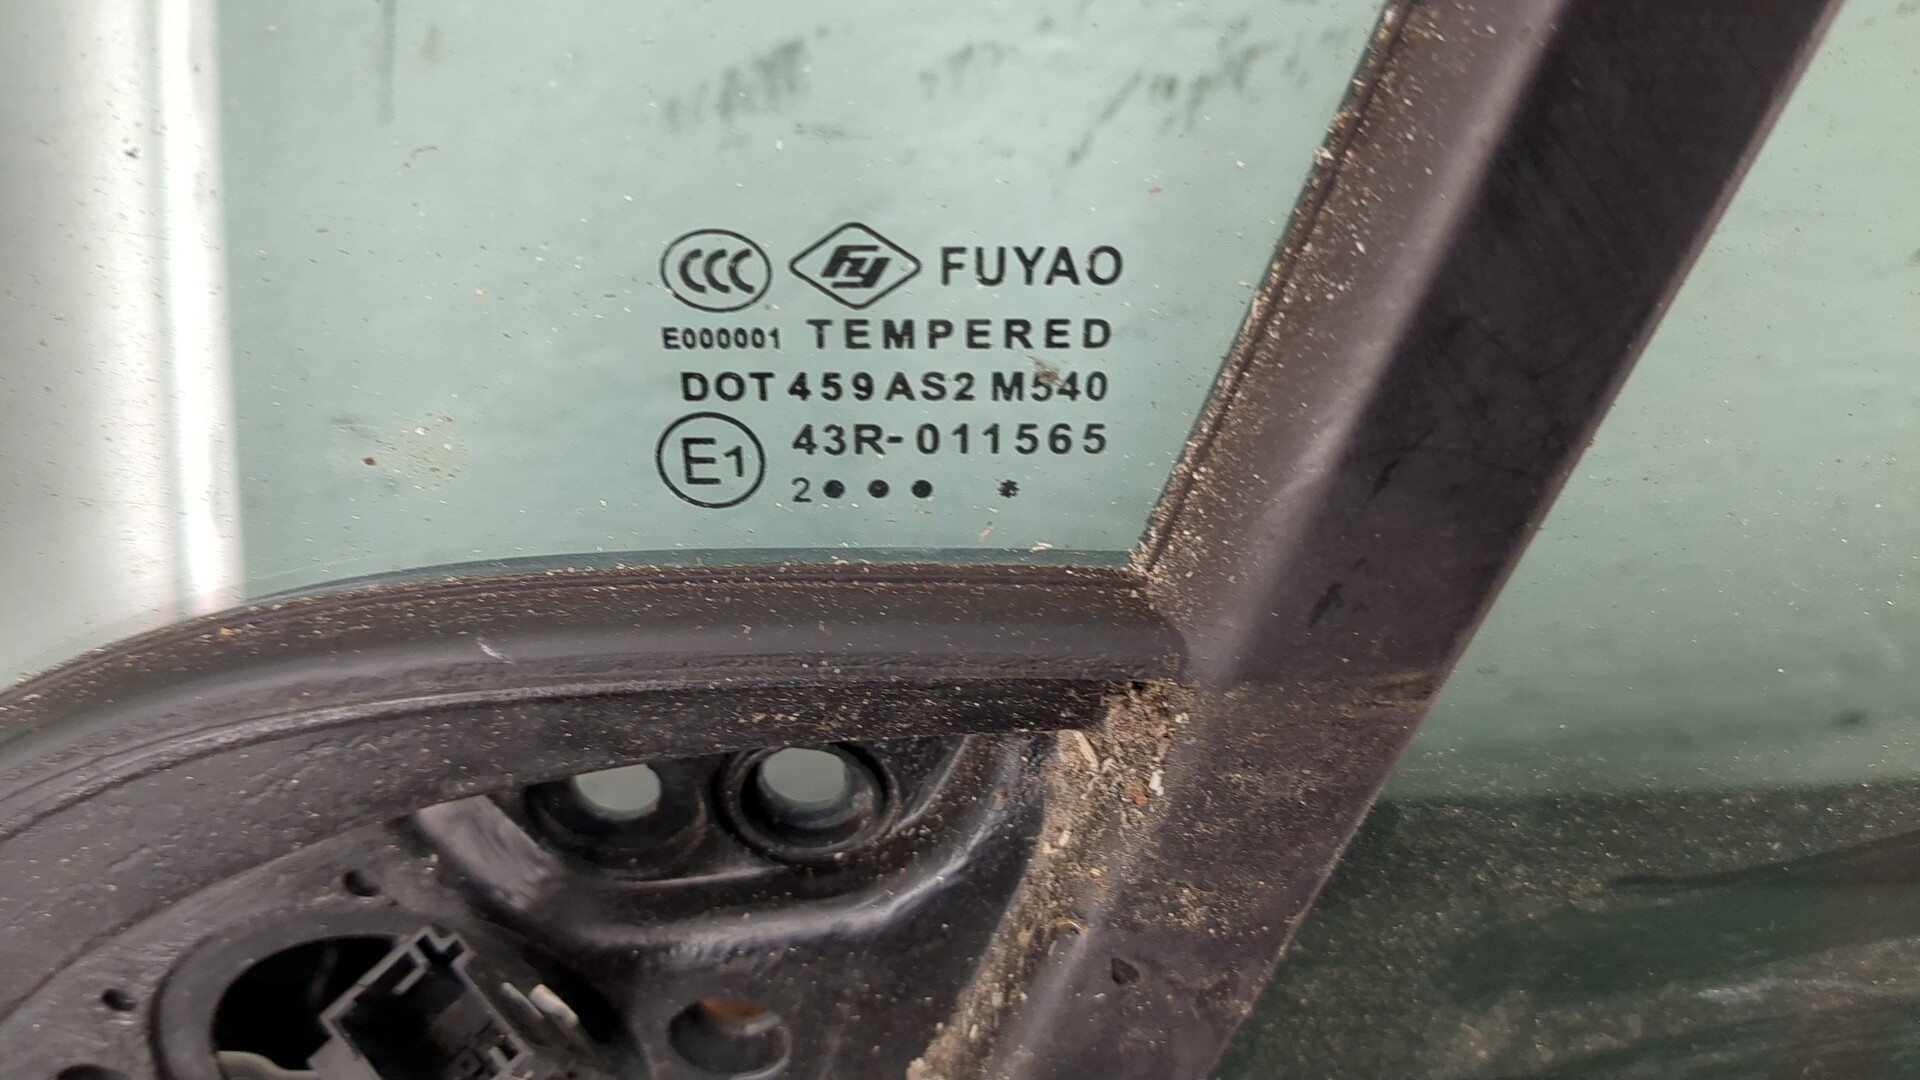 CCC FY FUYAO
E000001 TEMPERED
DOT 459 AS2 M540
E1 43R-011565
2●●● *